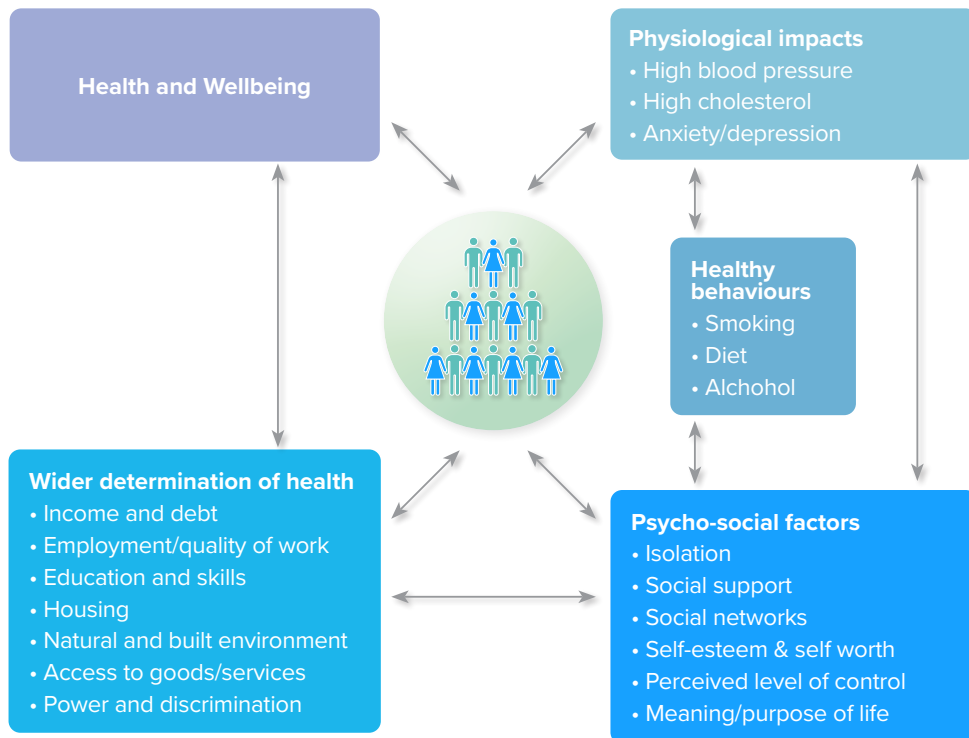 Health and Wellbeing
Physiological impacts
• High blood pressure
• High cholesterol
• Anxiety/depression
Healthy
behaviours
• Smoking
• Diet
• Alchohol
Wider determination of health
• Income and debt
• Employment/quality of work
• Education and skills
• Housing
• Natural and built environment
• Access to goods/services
• Power and discrimination
Psycho-social factors
• Isolation
• Social support
• Social networks
• Self-esteem & self worth
• Perceived level of control
• Meaning/purpose of life